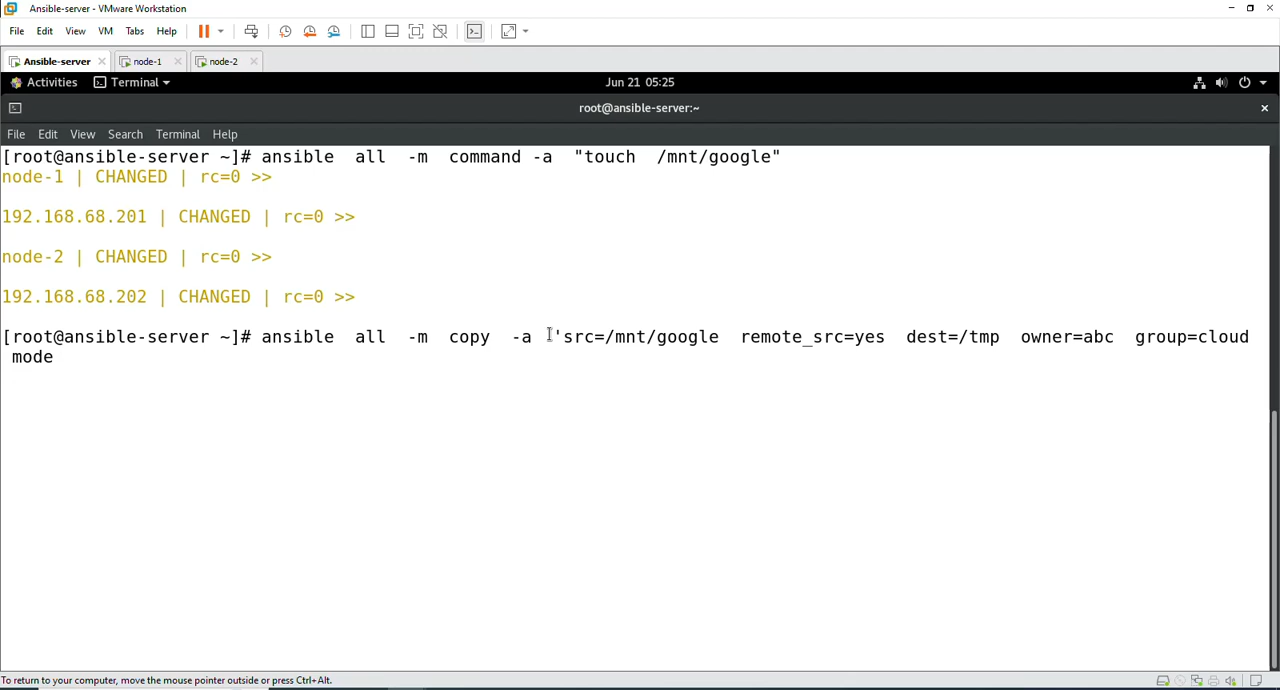 Ansible-server - VMware Workstation
File Edit View VM Tabs Help
Ansible-server node-1 node-2
Activities Terminal Jun 21 05:25
root@ansible-server:~
File Edit View Search Terminal Help
[root@ansible-server ~]# ansible all -m command -a "touch /mnt/google"
node-1 | CHANGED | rc=0 >>
192.168.68.201 | CHANGED | rc=0 >>
node-2 | CHANGED | rc=0 >>
192.168.68.202 | CHANGED | rc=0 >>
[root@ansible-server ~]# ansible all -m copy -a 'src=/mnt/google remote_src=yes dest=/tmp owner=abc group=cloud
mode
To return to your computer, move the mouse pointer outside or press Ctrl+Alt.